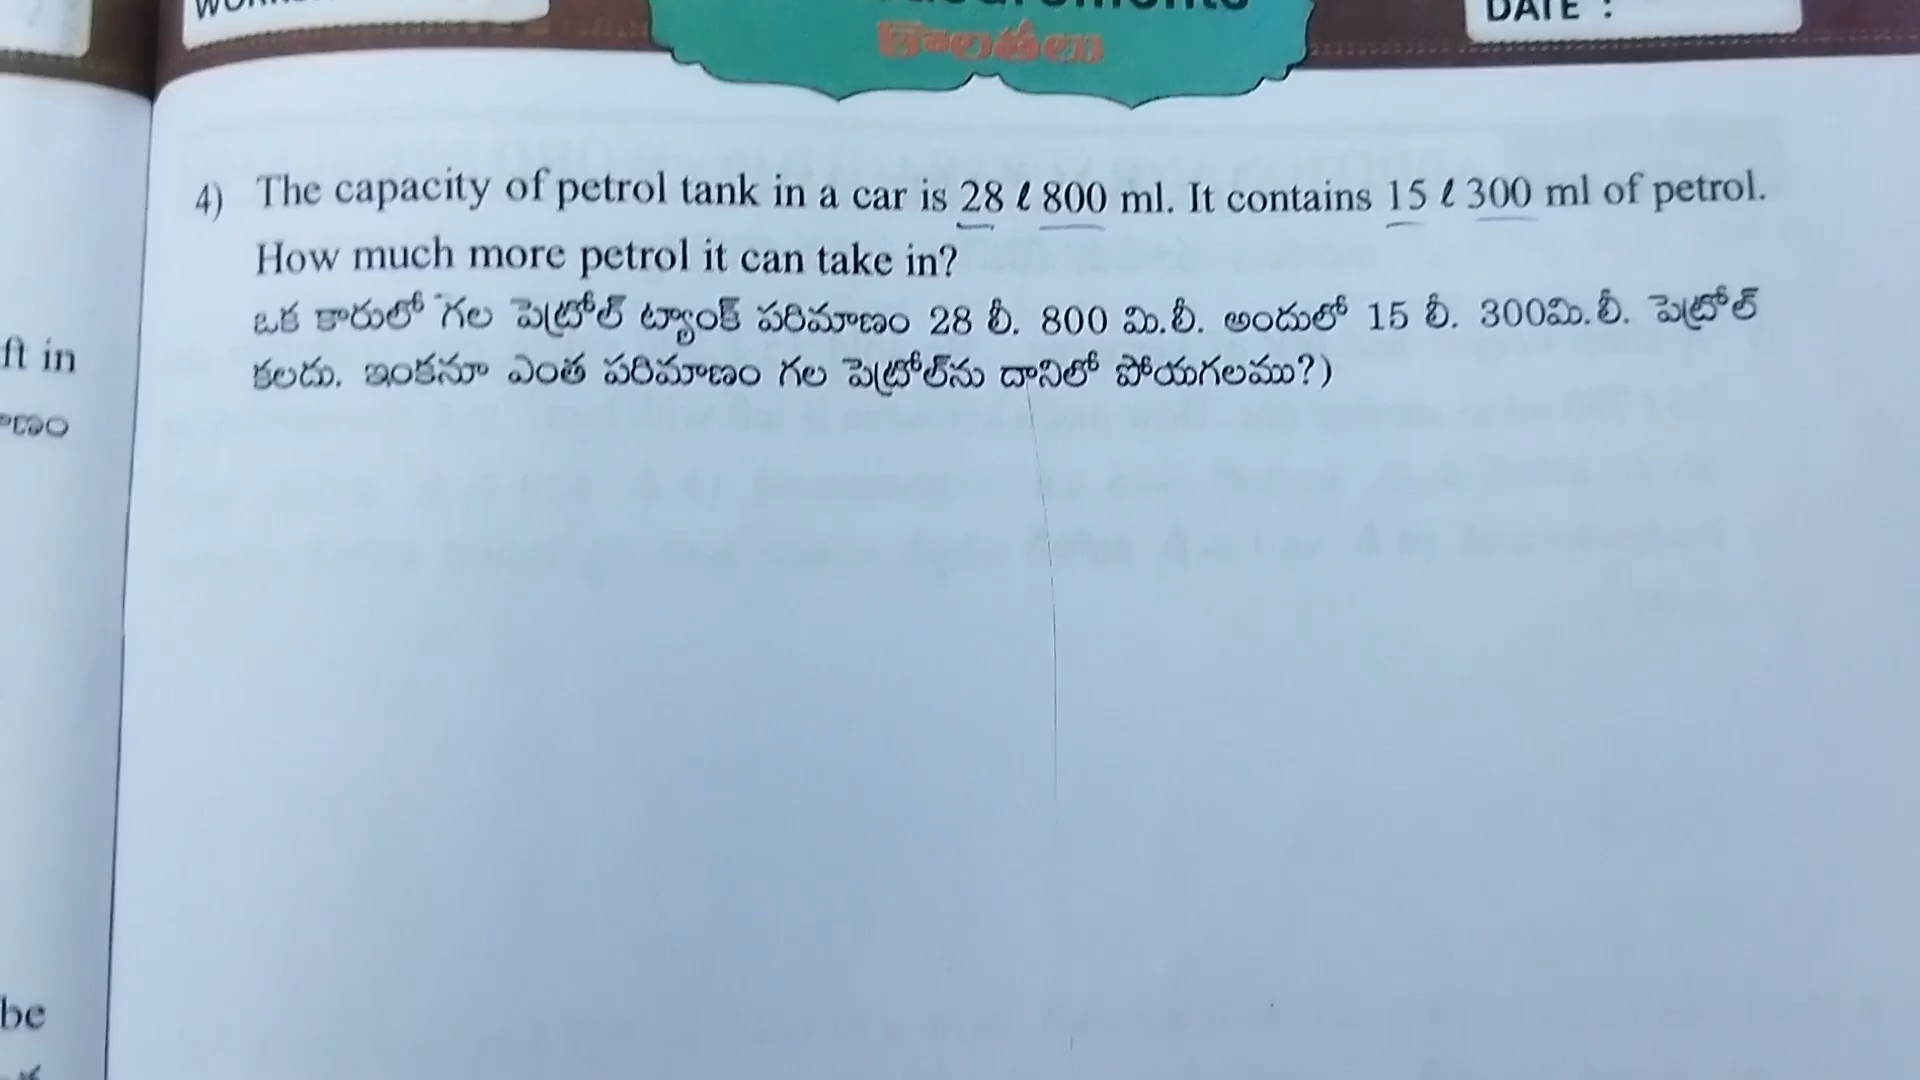 కొలతలు
DATE :
4) The capacity of petrol tank in a car is 28 ℓ 800 ml. It contains 15 ℓ 300 ml of petrol.
How much more petrol it can take in?
ఒక కారులో గల పెట్రోల్ ట్యాంక్ పరిమాణం 28 లీ. 800 మి.లీ. అందులో 15 లీ. 300మి.లీ. పెట్రోల్
కలదు. ఇంకనూ ఎంత పరిమాణం గల పెట్రోల్‌ను దానిలో పోయగలము?)
ft in
be